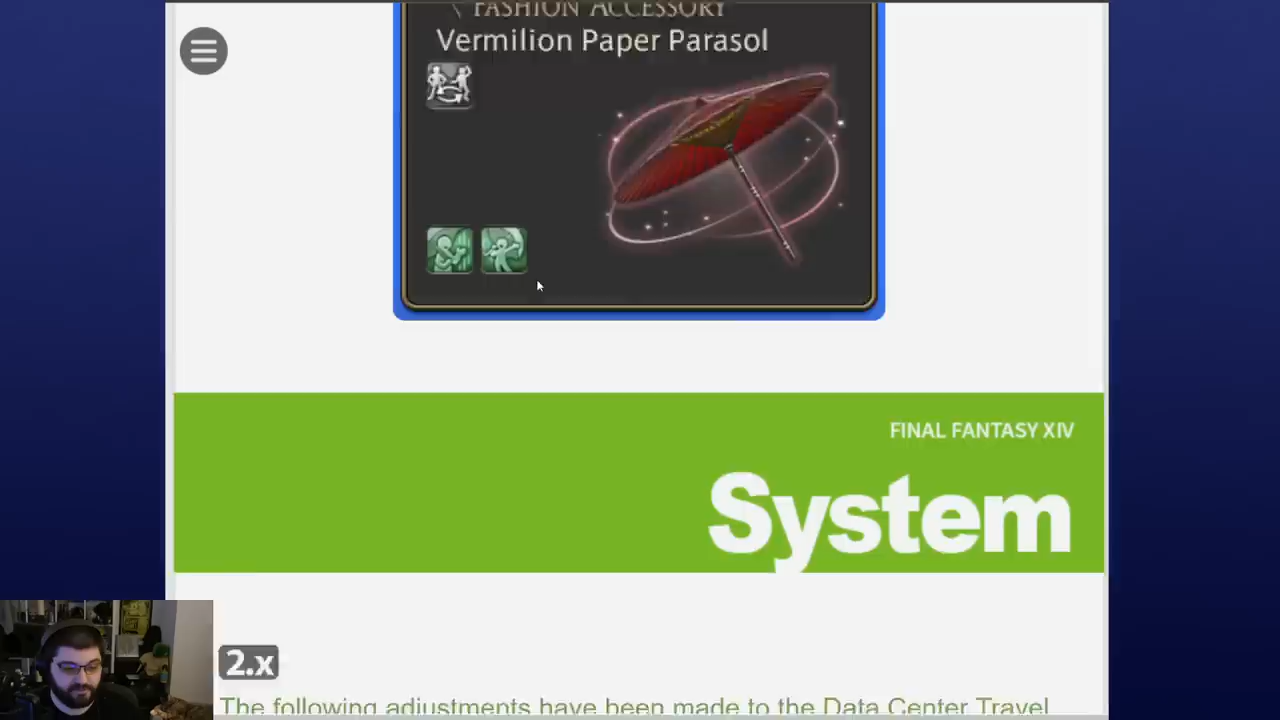 FASHION ACCESSORY
Vermilion Paper Parasol
FINAL FANTASY XIV
System
2.x
The following adjustments have been made to the Data Center Travel